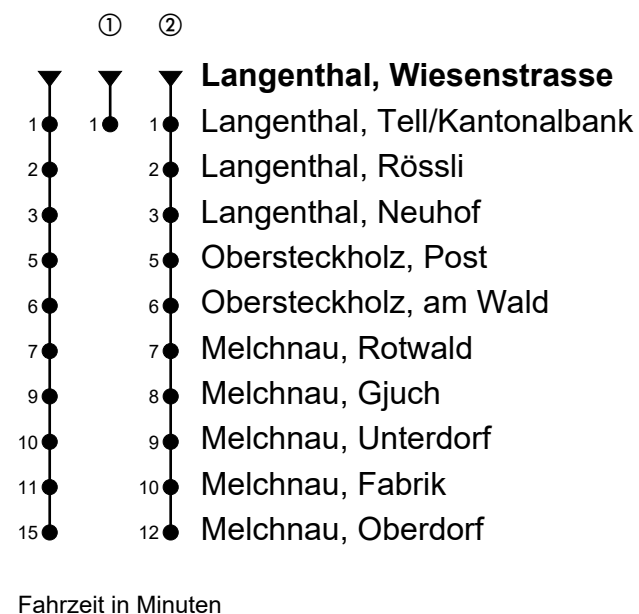 ① ②
Langenthal, Wiesenstrasse
1 1 1 Langenthal, Tell/Kantonalbank
2 2 Langenthal, Rössli
3 3 Langenthal, Neuhof
5 5 Obersteckholz, Post
6 6 Obersteckholz, am Wald
7 7 Melchnau, Rotwald
9 8 Melchnau, Gjuch
10 9 Melchnau, Unterdorf
11 10 Melchnau, Fabrik
15 12 Melchnau, Oberdorf
Fahrzeit in Minuten